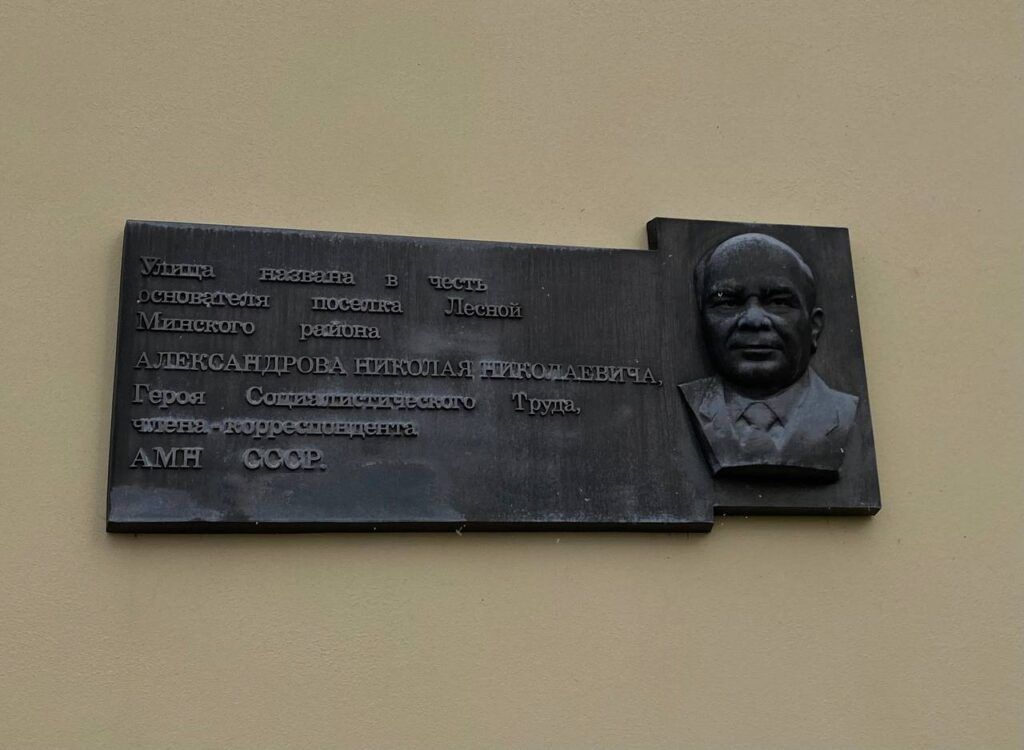 Улица названа в честь
основателя поселка Лесной
Минского района
АЛЕКСАНДРОВА НИКОЛАЯ НИКОЛАЕВИЧА,
Героя Социалистического Труда,
члена-корреспондента
АМН СССР.